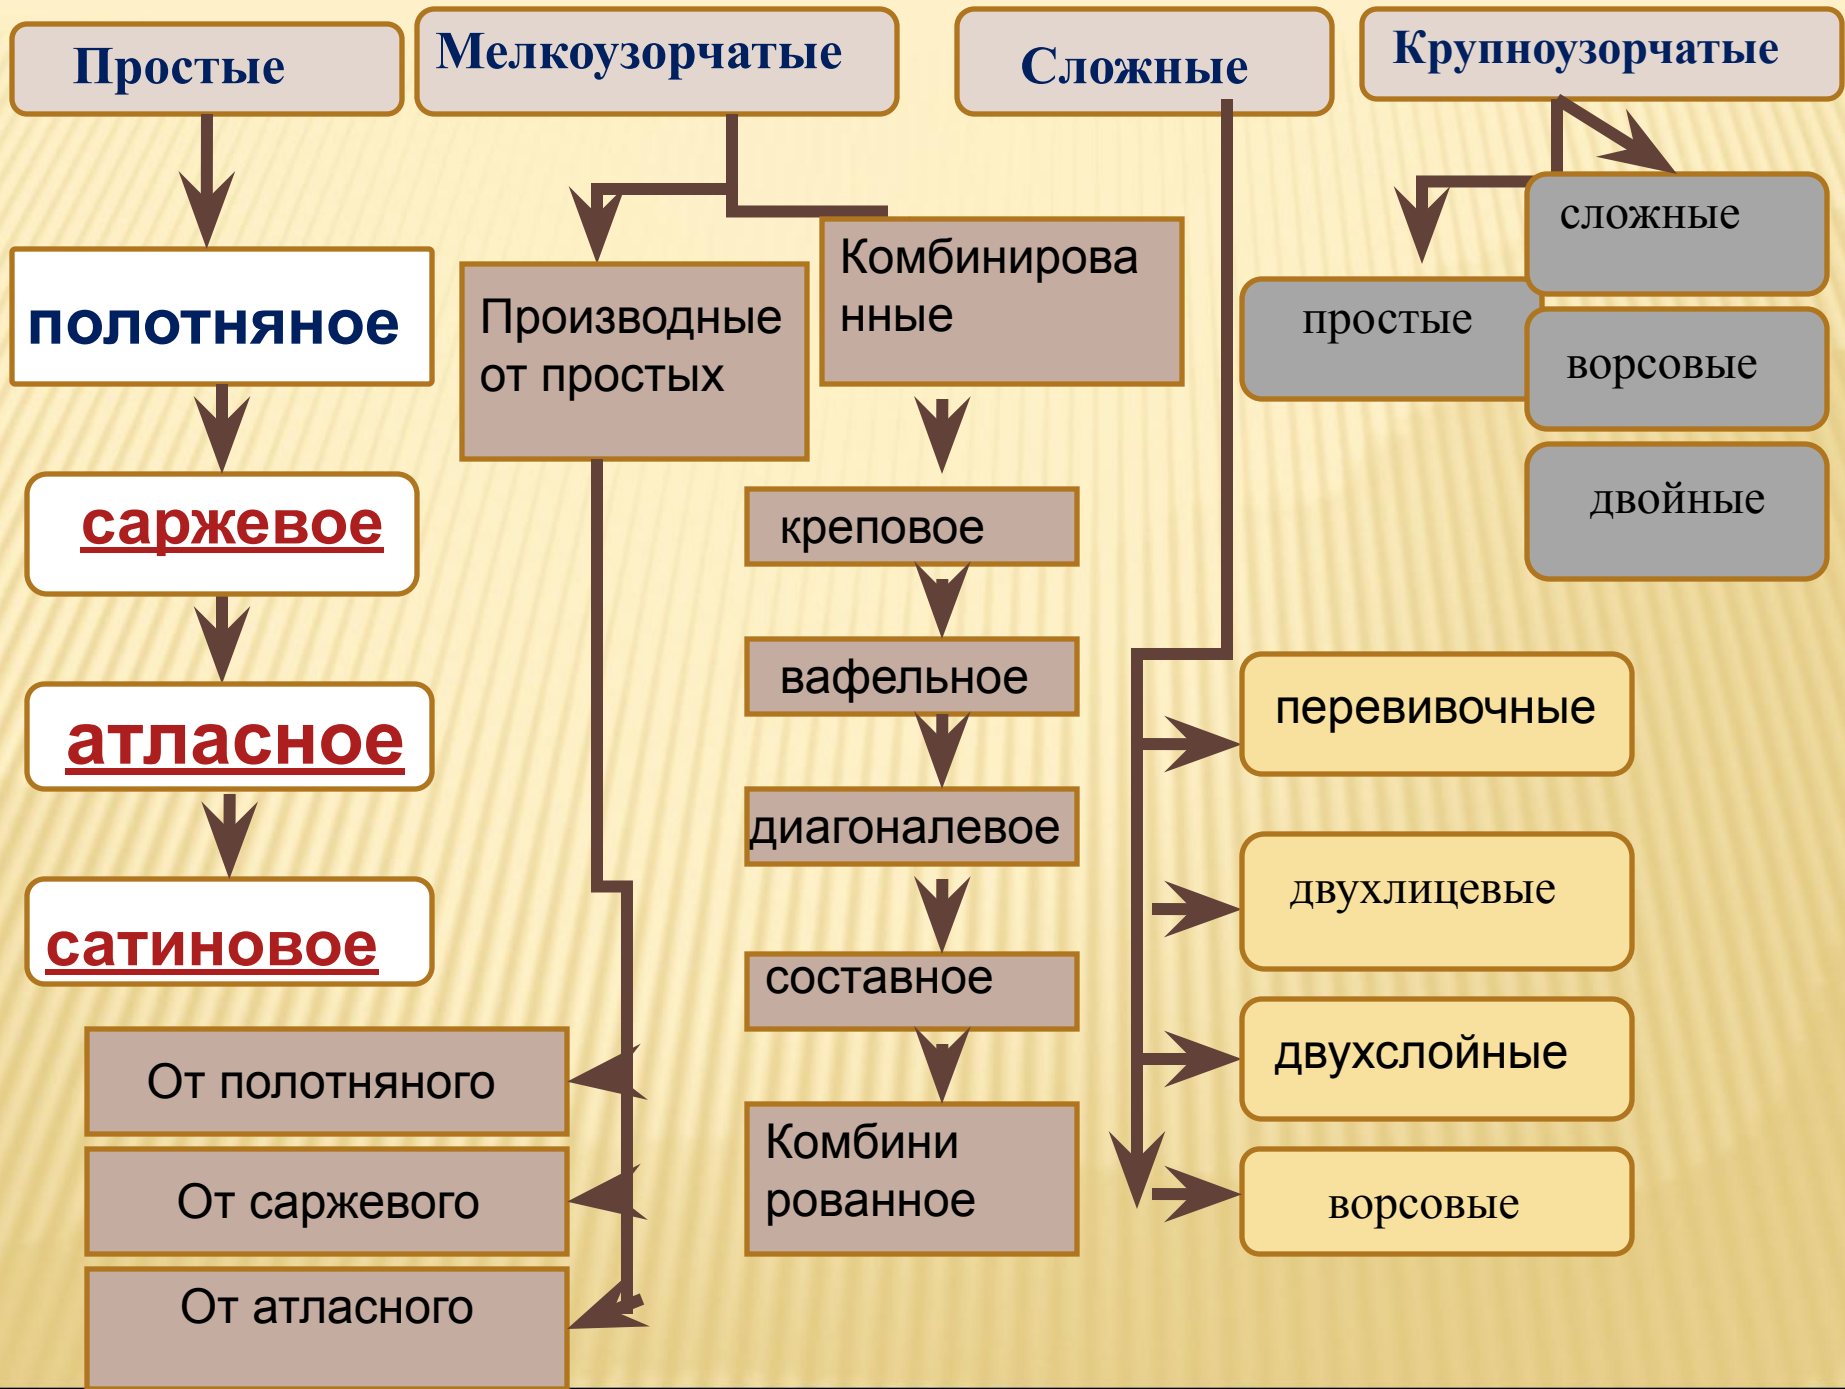 Простые
Мелкоузорчатые
Сложные
Крупноузорчатые
полотняное
саржевое
атласное
сатиновое
Производные
от простых
От полотняного
От саржевого
От атласного
Комбинирова
нные
креповое
вафельное
диагоналевое
составное
Комбини
рованное
перевивочные
двухлицевые
двухслойные
ворсовые
простые
сложные
ворсовые
двойные